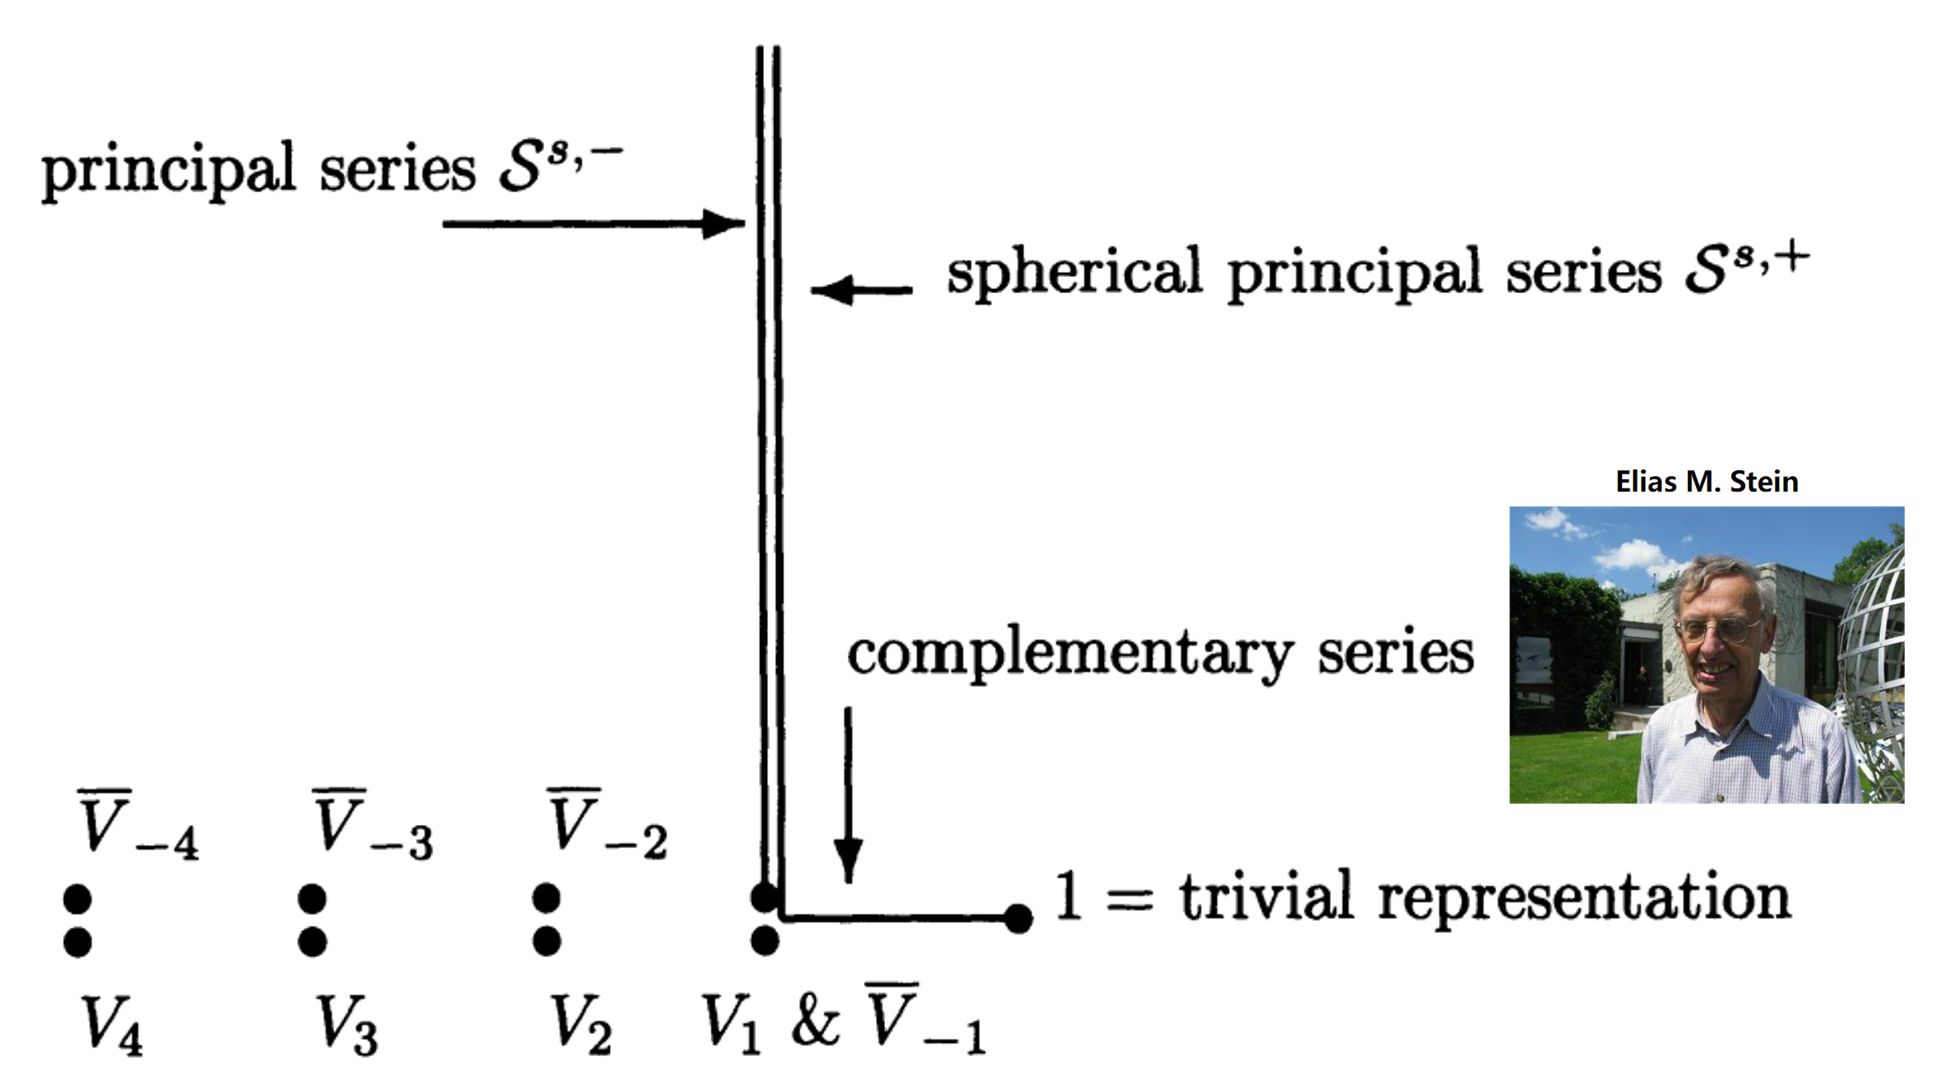 principal series $\mathcal{S}^{s,-}$
spherical principal series $\mathcal{S}^{s,+}$
Elias M. Stein
complementary series
$\overline{V}_{-4}$ $\overline{V}_{-3}$ $\overline{V}_{-2}$
1 = trivial representation
$V_4$ $V_3$ $V_2$ $V_1$ & $\overline{V}_{-1}$